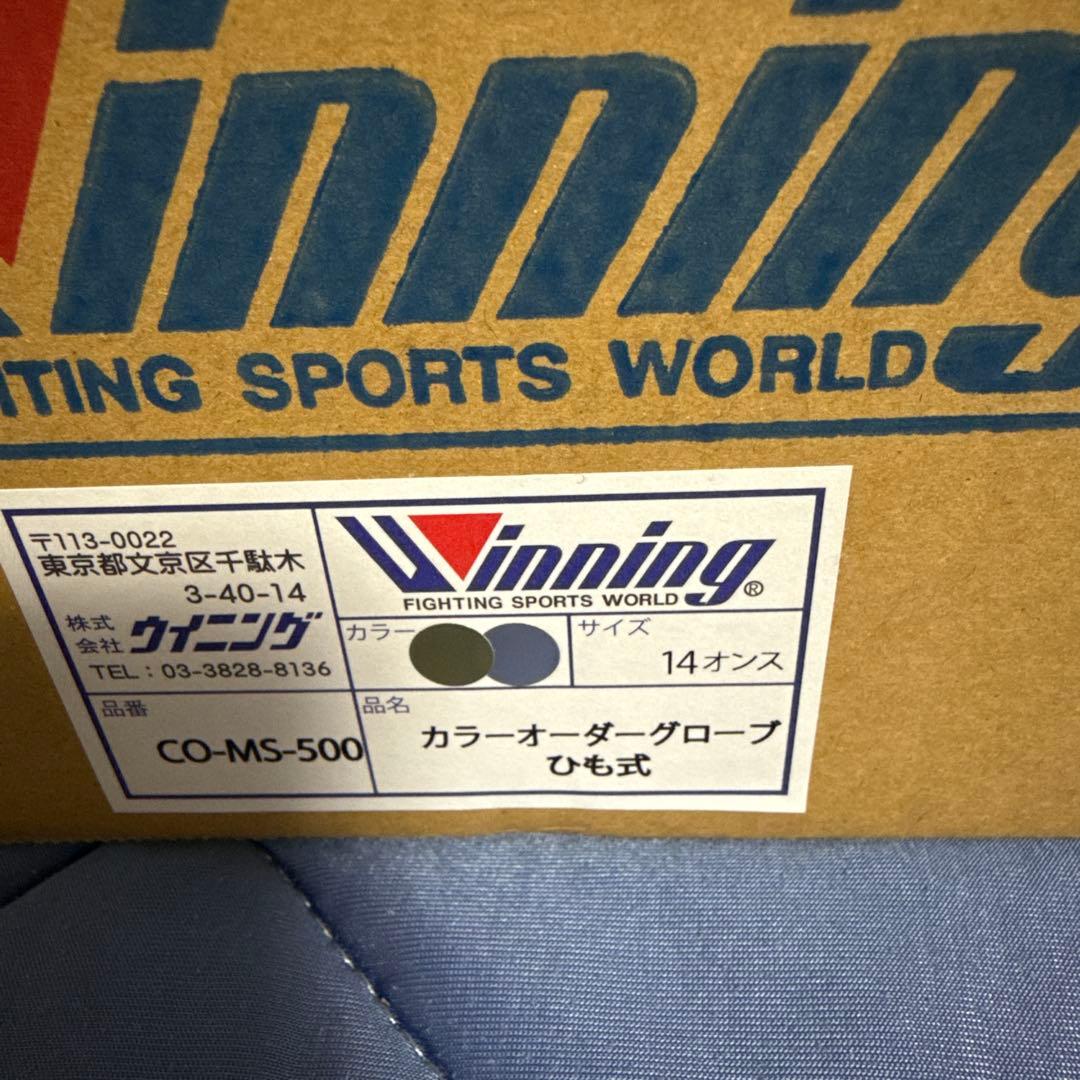 Winning
FIGHTING SPORTS WORLD
〒113-0022
東京都文京区千駄木
3-40-14
株式会社 ウイニング
TEL：03-3828-8136
Winning®
FIGHTING SPORTS WORLD
カラー
サイズ
14オンス
品番
CO-MS-500
品名
カラーオーダーグローブ
ひも式